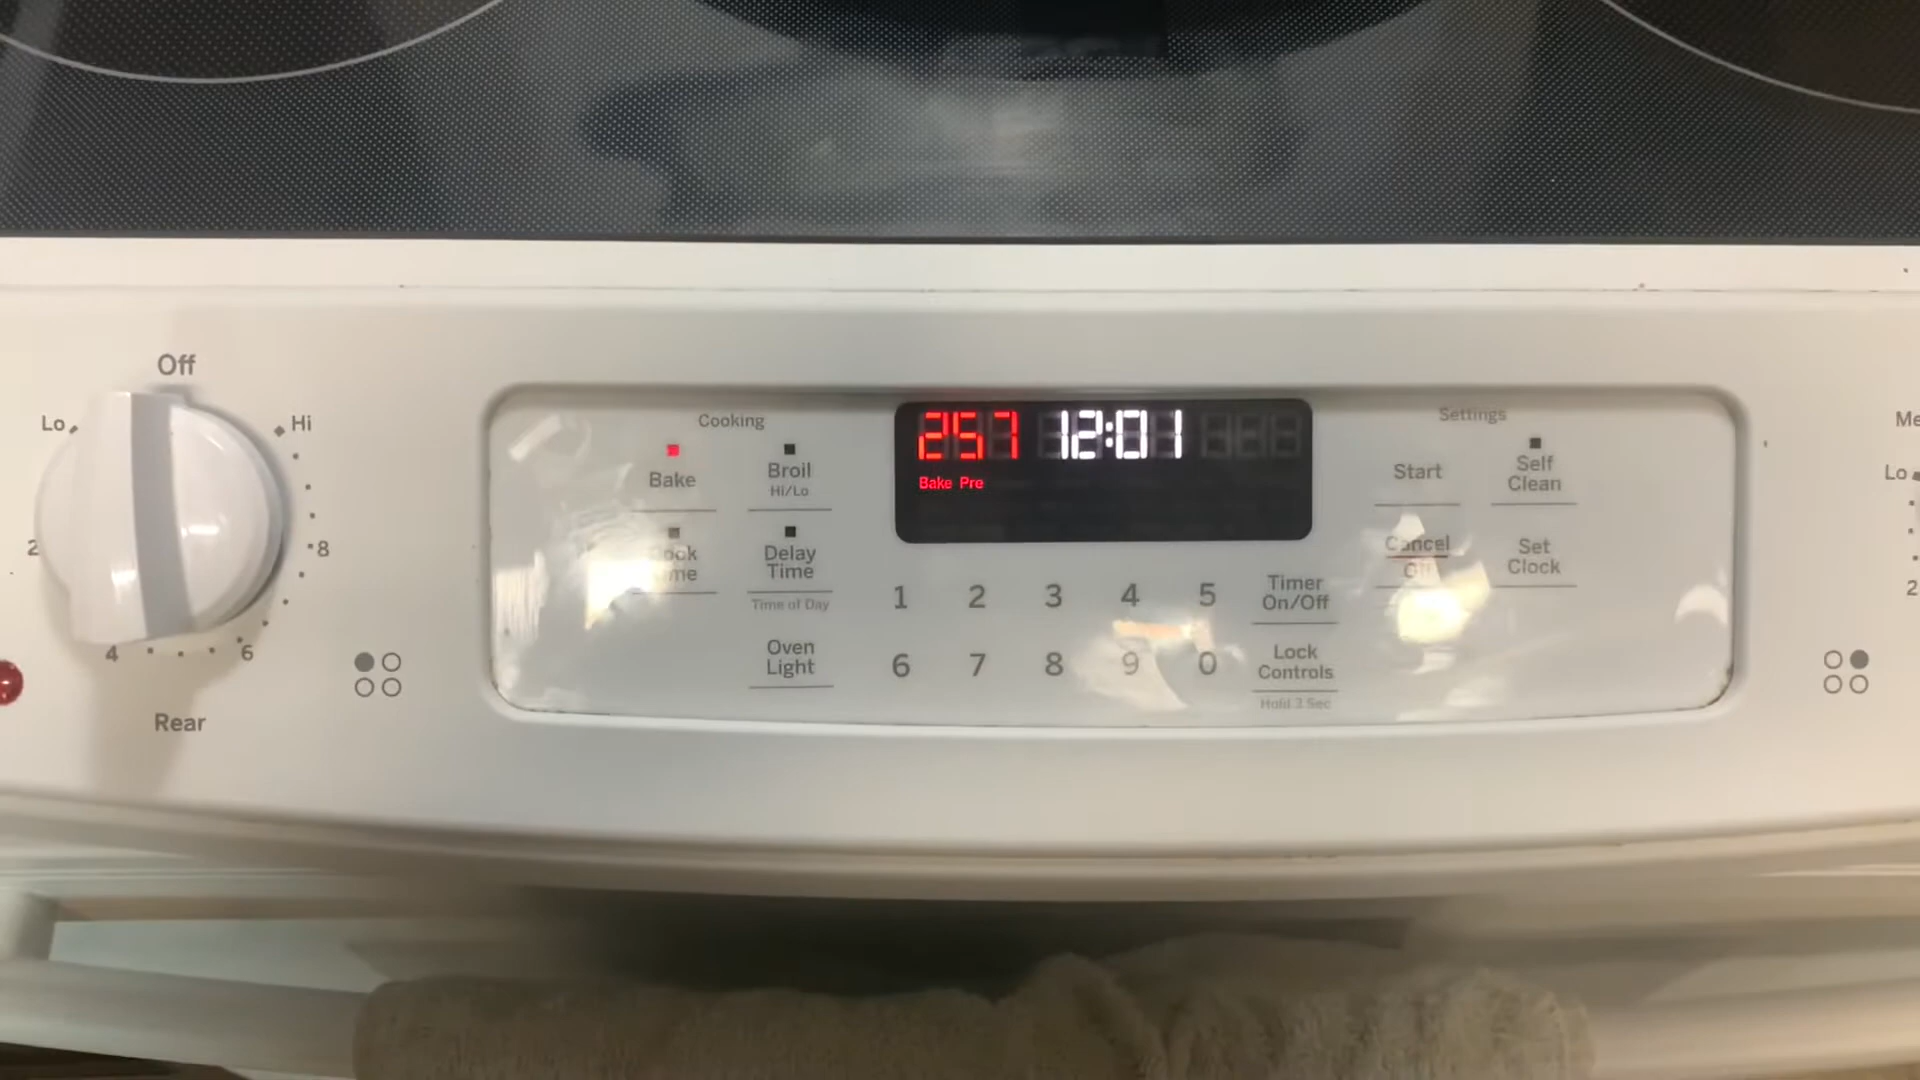 Off
Lo
Hi
2
8
4
6
Rear
Cooking
Bake
Broil
Hi/Lo
Delay
Time
Time of Day
Oven
Light
257 12:01
Bake Pre
1 2 3 4 5
6 7 8 9 0
Timer
On/Off
Lock
Controls
Hold 3 Sec
Settings
Start
Self
Clean
Cancel
Set
Clock
Lo
2